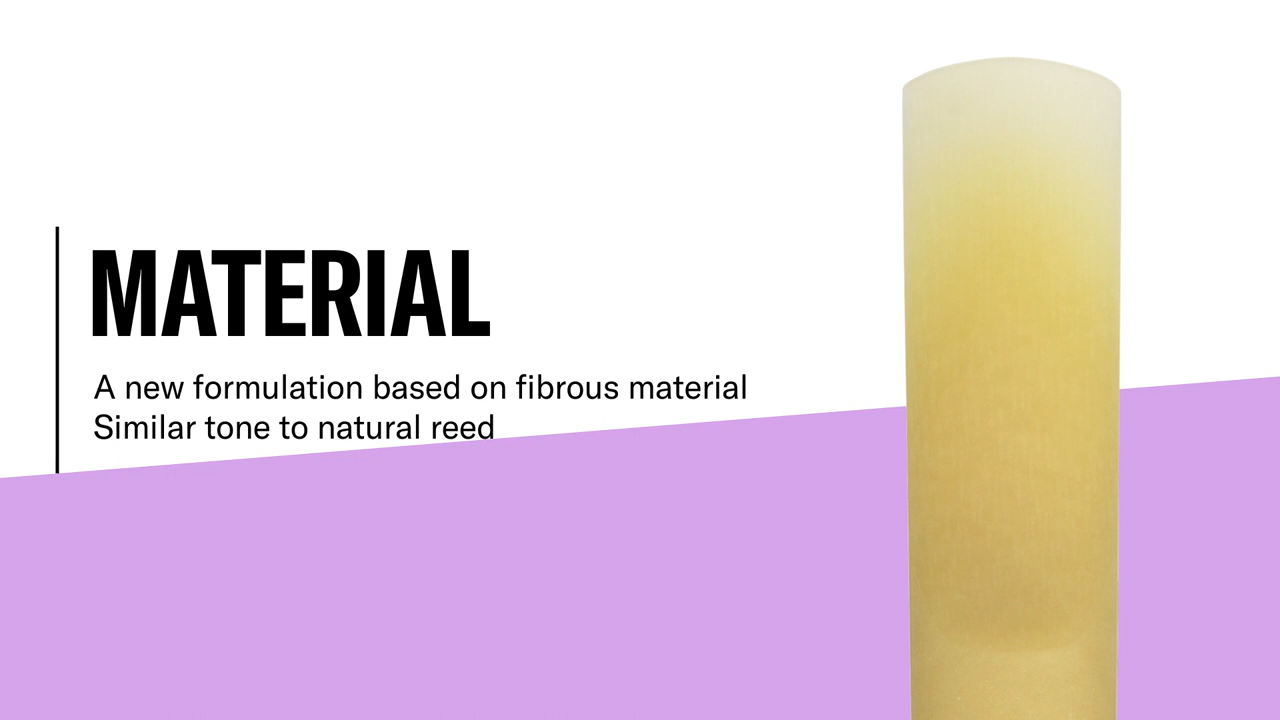 MATERIAL
A new formulation based on fibrous material
Similar tone to natural reed